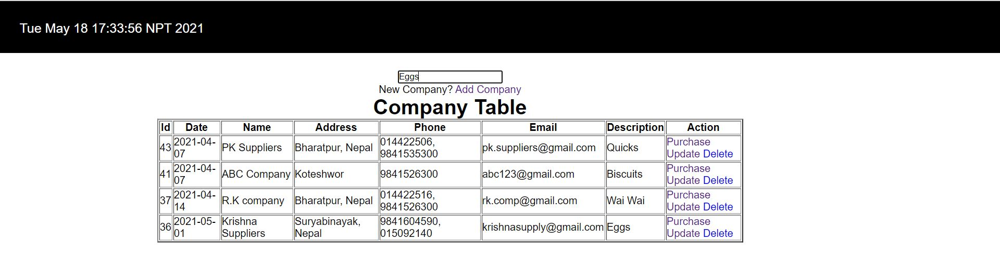 Tue May 18 17:33:56 NPT 2021
Eggs
New Company? Add Company
Company Table
Id Date Name Address Phone Email Description Action
43 2021-04-07 PK Suppliers Bharatpur, Nepal 014422506, 9841535300 pk.suppliers@gmail.com Quicks Purchase Update Delete
41 2021-04-07 ABC Company Koteshwor 9841526300 abc123@gmail.com Biscuits Purchase Update Delete
37 2021-04-14 R.K company Bharatpur, Nepal 014422516, 9841526300 rk.comp@gmail.com Wai Wai Purchase Update Delete
36 2021-05-01 Krishna Suppliers Suryabinayak, Nepal 9841604590, 015092140 krishnasupply@gmail.com Eggs Purchase Update Delete